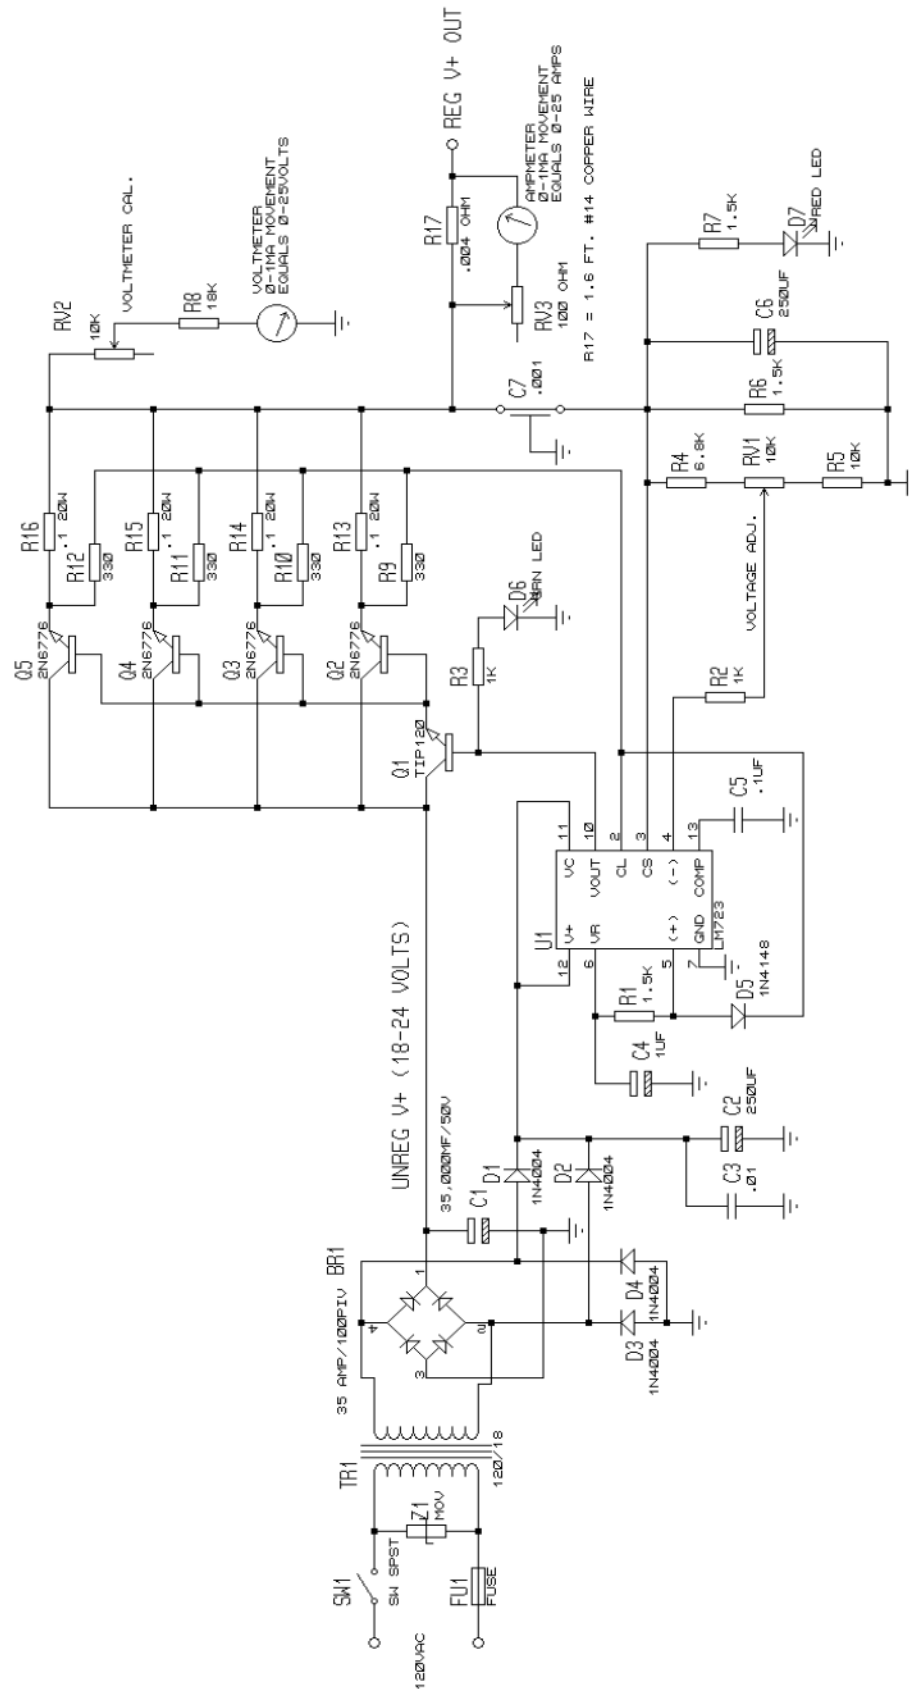 120VAC
SW1
SW SPST
FU1
FUSE
Z1
MOV
TR1
120/18
35 AMP/100PIV
BR1
4
1
3
2
35,000MF/50V
C1
UNREG V+ (18-24 VOLTS)
D1
1N4004
D2
1N4004
D3
1N4004
D4
1N4004
C3
.01
C2
250UF
C4
1UF
R1
1.5K
D5
1N4148
U1
LM723
12
V+
6
VR
5
(+)
7
GND
VC
11
VOUT
10
CL
2
CS
3
(-)
4
COMP
13
C5
.1UF
Q1
TIP120
R3
1K
D6
GRN LED
R2
1K
VOLTAGE ADJ.
Q5
2N6776
Q4
2N6776
Q3
2N6776
Q2
2N6776
R16
.1 20W
R12
330
R15
.1 20W
R11
330
R14
.1 20W
R10
330
R13
.1 20W
R9
330
RV2
10K
VOLTMETER CAL.
R8
18K
VOLTMETER
0-1MA MOVEMENT
EQUALS 0-25VOLTS
R17
.004 OHM
REG V+ OUT
RV3
100 OHM
AMPMETER
0-1MA MOVEMENT
EQUALS 0-25 AMPS
R17 = 1.6 FT. #14 COPPER WIRE
C7
.001
R4
6.8K
RV1
10K
R5
10K
R6
1.5K
C6
250UF
R7
1.5K
D7
RED LED